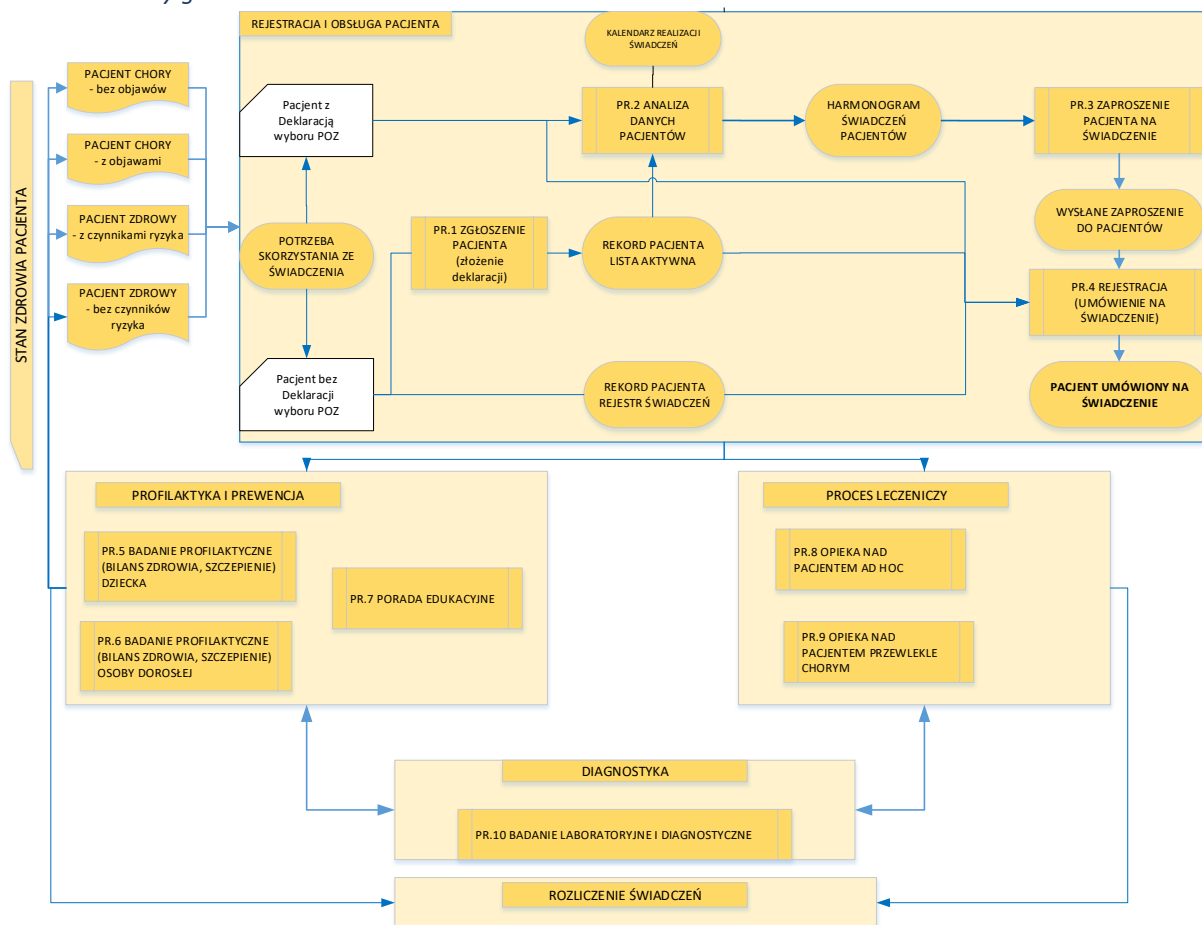 REJESTRACJA I OBSŁUGA PACJENTA
KALENDARZ REALIZACJI
ŚWIADCZEŃ
STAN ZDROWIA PACJENTA
PACJENT CHORY
- bez objawów
PACJENT CHORY
- z objawami
PACJENT ZDROWY
- z czynnikami ryzyka
PACJENT ZDROWY
- bez czynników
ryzyka
Pacjent z
Deklaracją
wyboru POZ
PR.2 ANALIZA
DANYCH
PACJENTÓW
HARMONOGRAM
ŚWIADCZEŃ
PACJENTÓW
PR.3 ZAPROSZENIE
PACJENTA NA
ŚWIADCZENIE
POTRZEBA
SKORZYSTANIA ZE
ŚWIADCZENIA
PR.1 ZGŁOSZENIE
PACJENTA
(złożenie
deklaracji)
REKORD PACJENTA
LISTA AKTYWNA
WYSŁANE ZAPROSZENIE
DO PACJENTÓW
PR.4 REJESTRACJA
(UMÓWIENIE NA
ŚWIADCZENIE)
Pacjent bez
Deklaracji
wyboru POZ
REKORD PACJENTA
REJESTR ŚWIADCZEŃ
PACJENT UMÓWIONY NA
ŚWIADCZENIE
PROFILAKTYKA I PREWENCJA
PR.5 BADANIE PROFILAKTYCZNE
(BILANS ZDROWIA, SZCZEPIENIE)
DZIECKA
PR.7 PORADA EDUKACYJNE
PR.6 BADANIE PROFILAKTYCZNE
(BILANS ZDROWIA, SZCZEPIENIE)
OSOBY DOROSŁEJ
PROCES LECZENICZY
PR.8 OPIEKA NAD
PACJENTEM AD HOC
PR.9 OPIEKA NAD
PACJENTEM PRZEWLEKLE
CHORYM
DIAGNOSTYKA
PR.10 BADANIE LABORATORYJNE I DIAGNOSTYCZNE
ROZLICZENIE ŚWIADCZEŃ